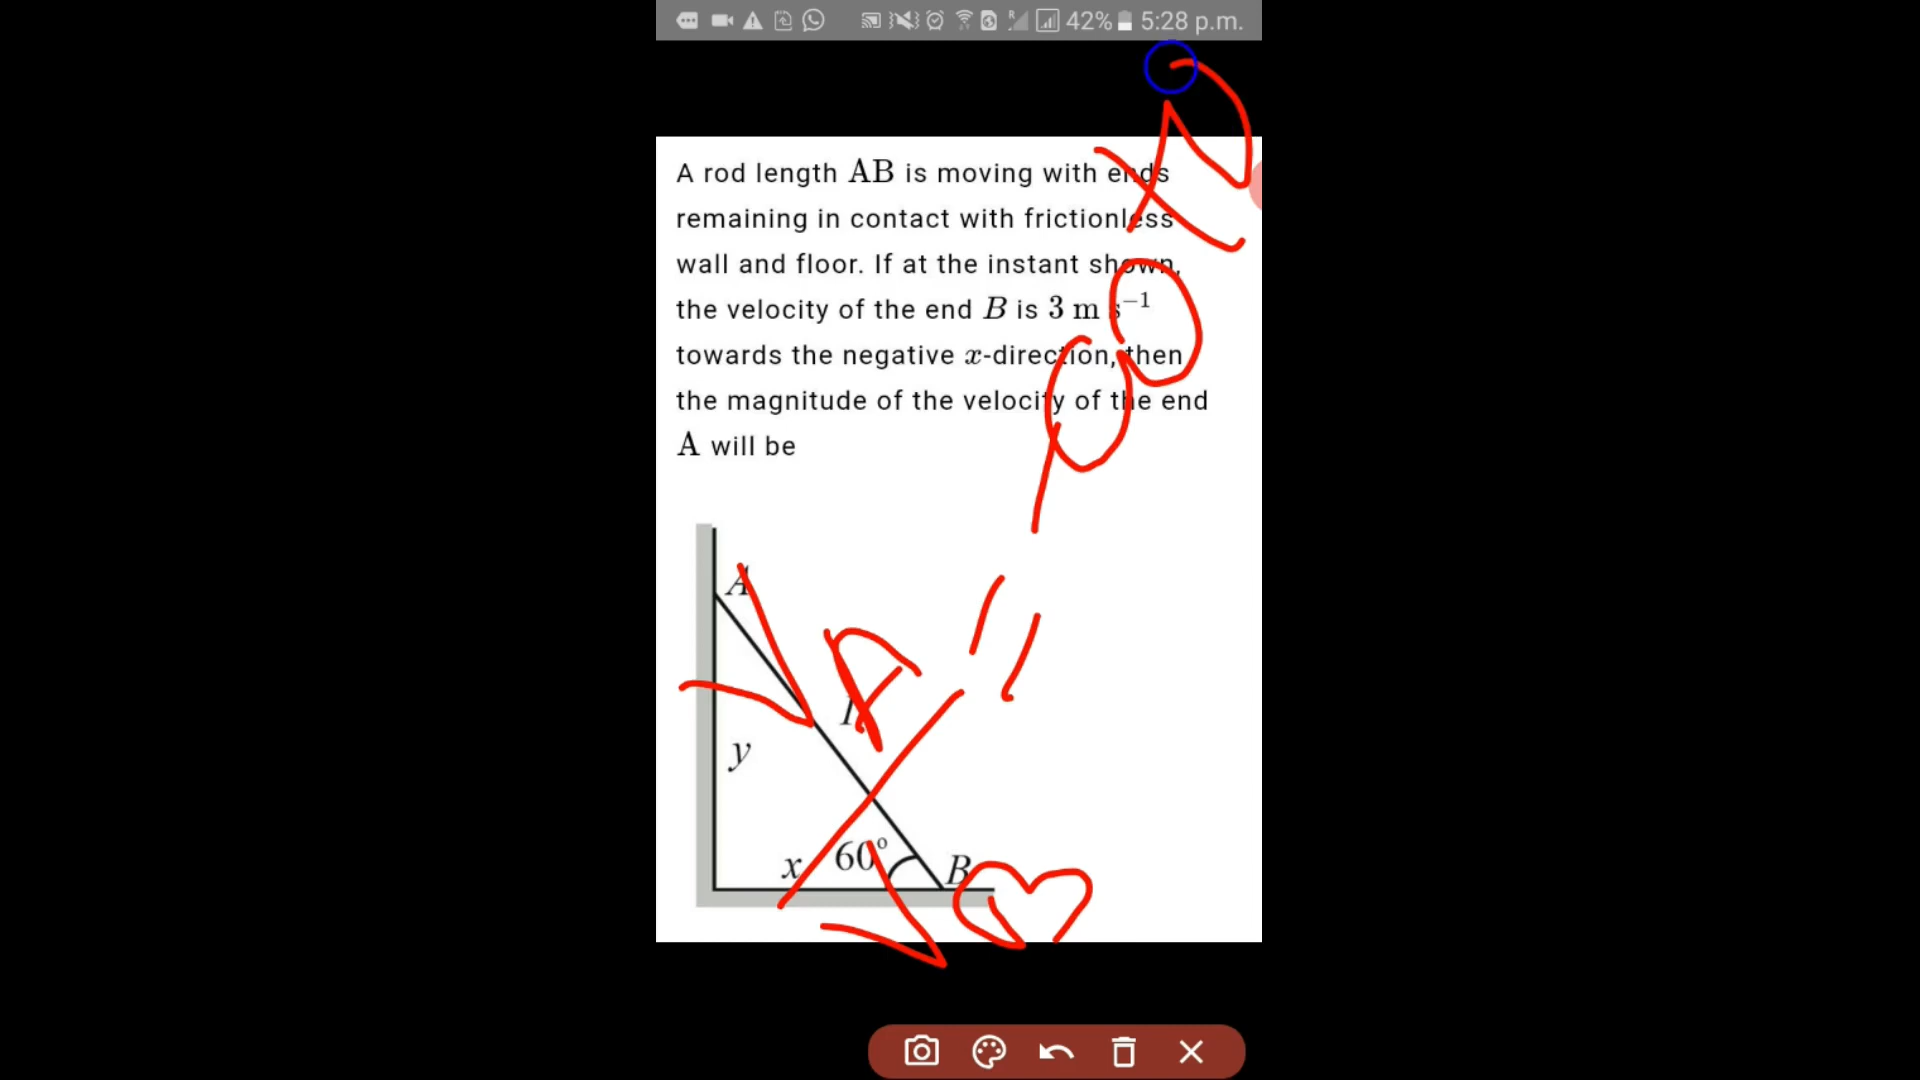 42% 5:28 p.m.
A rod length AB is moving with ends
remaining in contact with frictionless
wall and floor. If at the instant shown,
the velocity of the end B is 3 m s⁻¹
towards the negative x-direction, then
the magnitude of the velocity of the end
A will be
A
y
x
60°
B